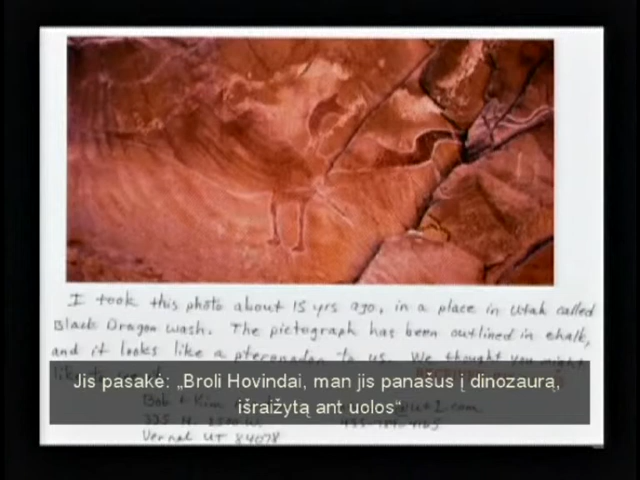 I took this photo about 15 yrs ago, in a place in Utah called
Black Dragon wash. The pictograph has been outlined in chalk,
and it looks like a pteranodon to us. We thought you might
Jis pasakė: „Broli Hovindai, man jis panašus į dinozaurą,
išraižytą ant uolos“
Vernal UT 84078